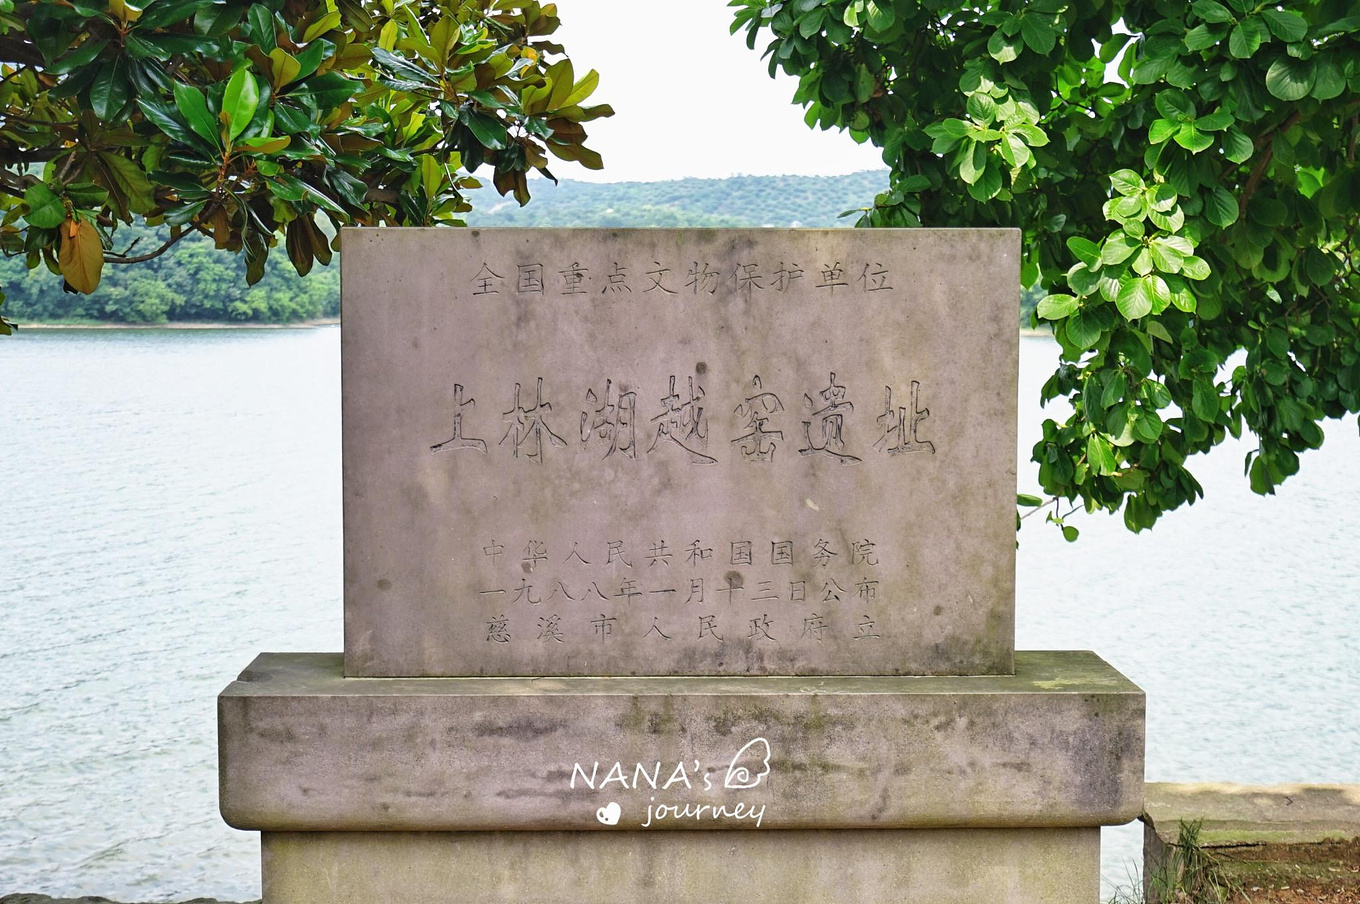 全国重点文物保护单位
上林湖越窑遗址
中华人民共和国国务院
一九八八年一月十三日公布
慈溪市人民政府立
NANA's
journey